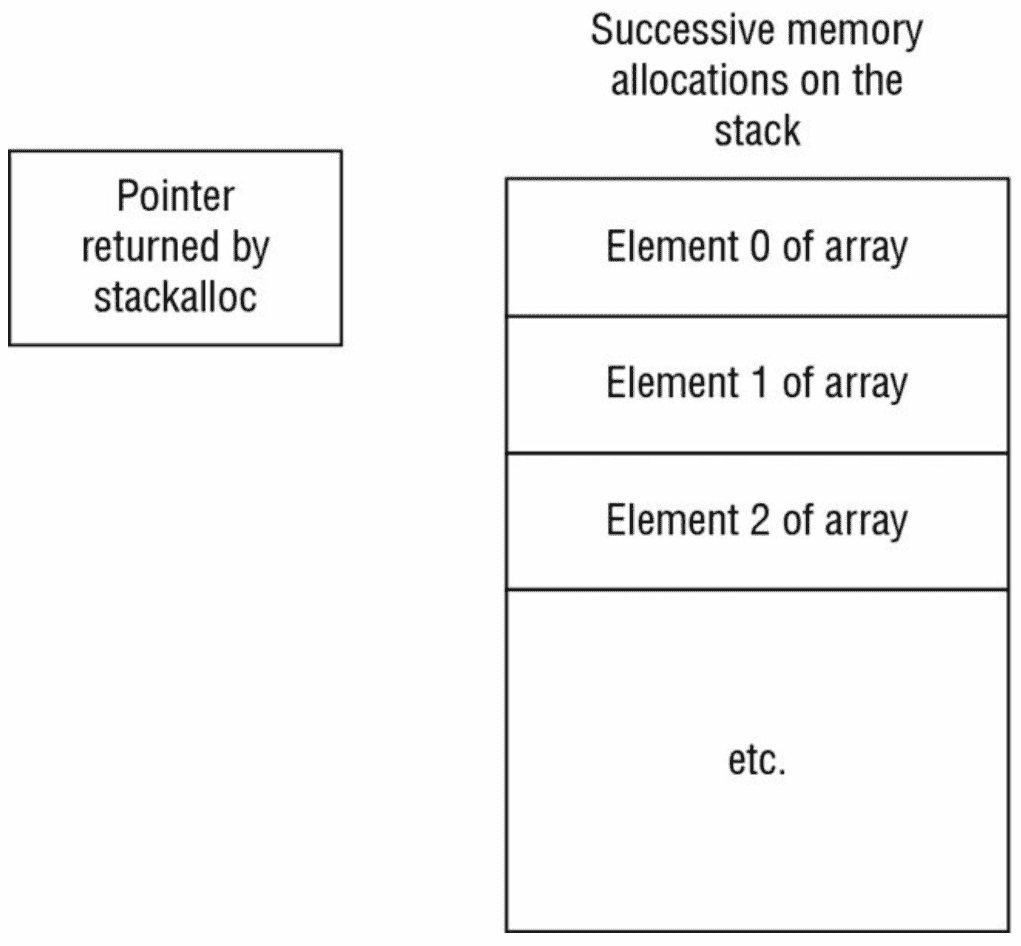 Successive memory
allocations on the
stack
Pointer
returned by
stackalloc
Element 0 of array
Element 1 of array
Element 2 of array
etc.